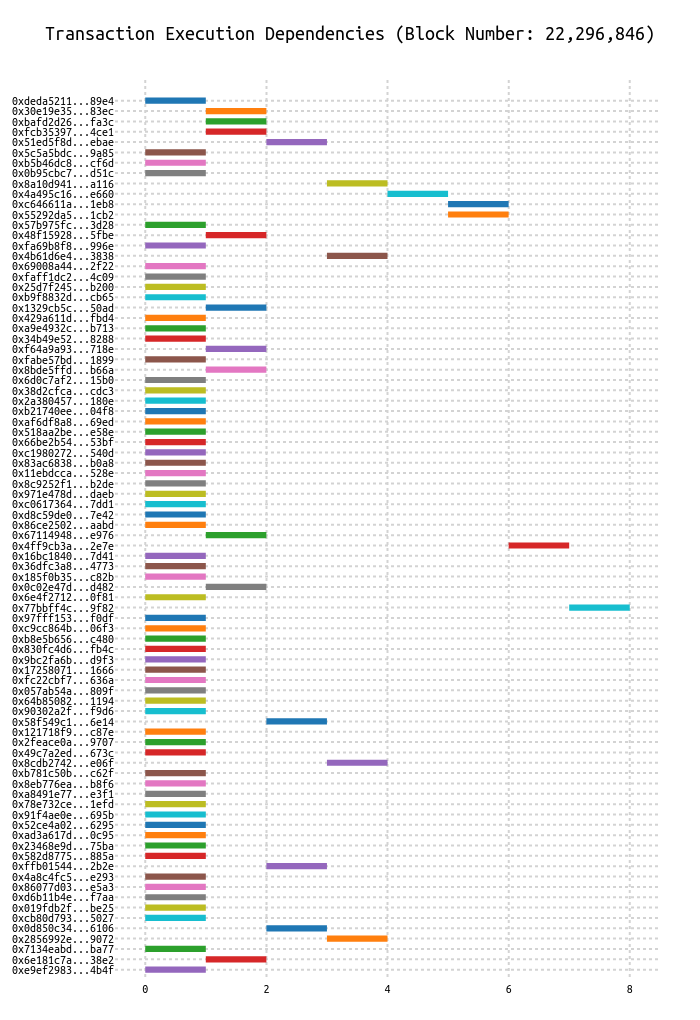 Transaction Execution Dependencies (Block Number: 22,296,846)
0xdeda5211...89e4
0x30e19e35...83ec
0xbafd2d26...fa3c
0xfcb35397...4ce1
0x51ed5f8d...ebae
0x5c5a5bdc...9a85
0xb5b46dc8...cf6d
0x0b95cbc7...d51c
0x8a10d941...a116
0x4a495c16...e660
0xc646611a...1eb8
0x55292da5...1cb2
0x57b975fc...3d28
0x48f15928...5fbe
0xfa69b8f8...996e
0x4b61d6e4...3838
0x69008a44...2f22
0xfaff1dc2...4c09
0x25d7f245...b200
0xb9f8832d...cb65
0x1329cb5c...50ad
0x429a611d...fbd4
0xa9e4932c...b713
0x34b49e52...8288
0xf64a9a93...718e
0xfabe57bd...1899
0x8bde5ffd...b66a
0x6d0c7af2...15b0
0x38d2cfca...cdc3
0x2a380457...180e
0xb21740ee...04f8
0xaf6df8a8...69ed
0x518aa2be...e58e
0x66be2b54...53bf
0xc1980272...540d
0x83ac6838...b0a8
0x11ebdcca...528e
0x8c9252f1...b2de
0x971e478d...daeb
0xc0617364...7dd1
0xd8c59de0...7e42
0x86ce2502...aabd
0x67114948...e976
0x4ff9cb3a...2e7e
0x16bc1840...7d41
0x36dfc3a8...4773
0x185f0b35...c82b
0x0c02e47d...d482
0x6e4f2712...0f81
0x77bbff4c...9f82
0x97fff153...f0df
0xc9cc864b...06f3
0xb8e5b656...c480
0x830fc4d6...fb4c
0x9bc2fa6b...d9f3
0x17258071...1666
0xfc22cbf7...636a
0x057ab54a...809f
0x64b85082...1194
0x90302a2f...f9d6
0x58f549c1...6e14
0x121718f9...c87e
0x2feace0a...9707
0x49c7a2ed...673c
0x8cdb2742...e06f
0xb781c50b...c62f
0x8eb776ea...b8f6
0xa8491e77...e3f1
0x78e732ce...1efd
0x91f4ae0e...695b
0x52ce4a02...6295
0xad3a617d...0c95
0x23468e9d...75ba
0x582d8775...885a
0xffb01544...2b2e
0x4a8c4fc5...e293
0x86077d03...e5a3
0xd6b11b4e...f7aa
0x019fdb2f...be25
0xcb80d793...5027
0x0d850c34...6106
0x2856992e...9072
0x7134eabd...ba77
0x6e181c7a...38e2
0xe9ef2983...4b4f
0 2 4 6 8